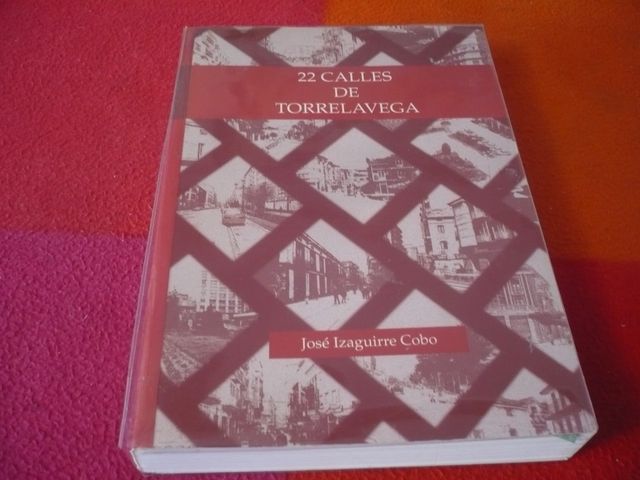 22 CALLES
DE
TORRELAVEGA
José Izaguirre Cobo